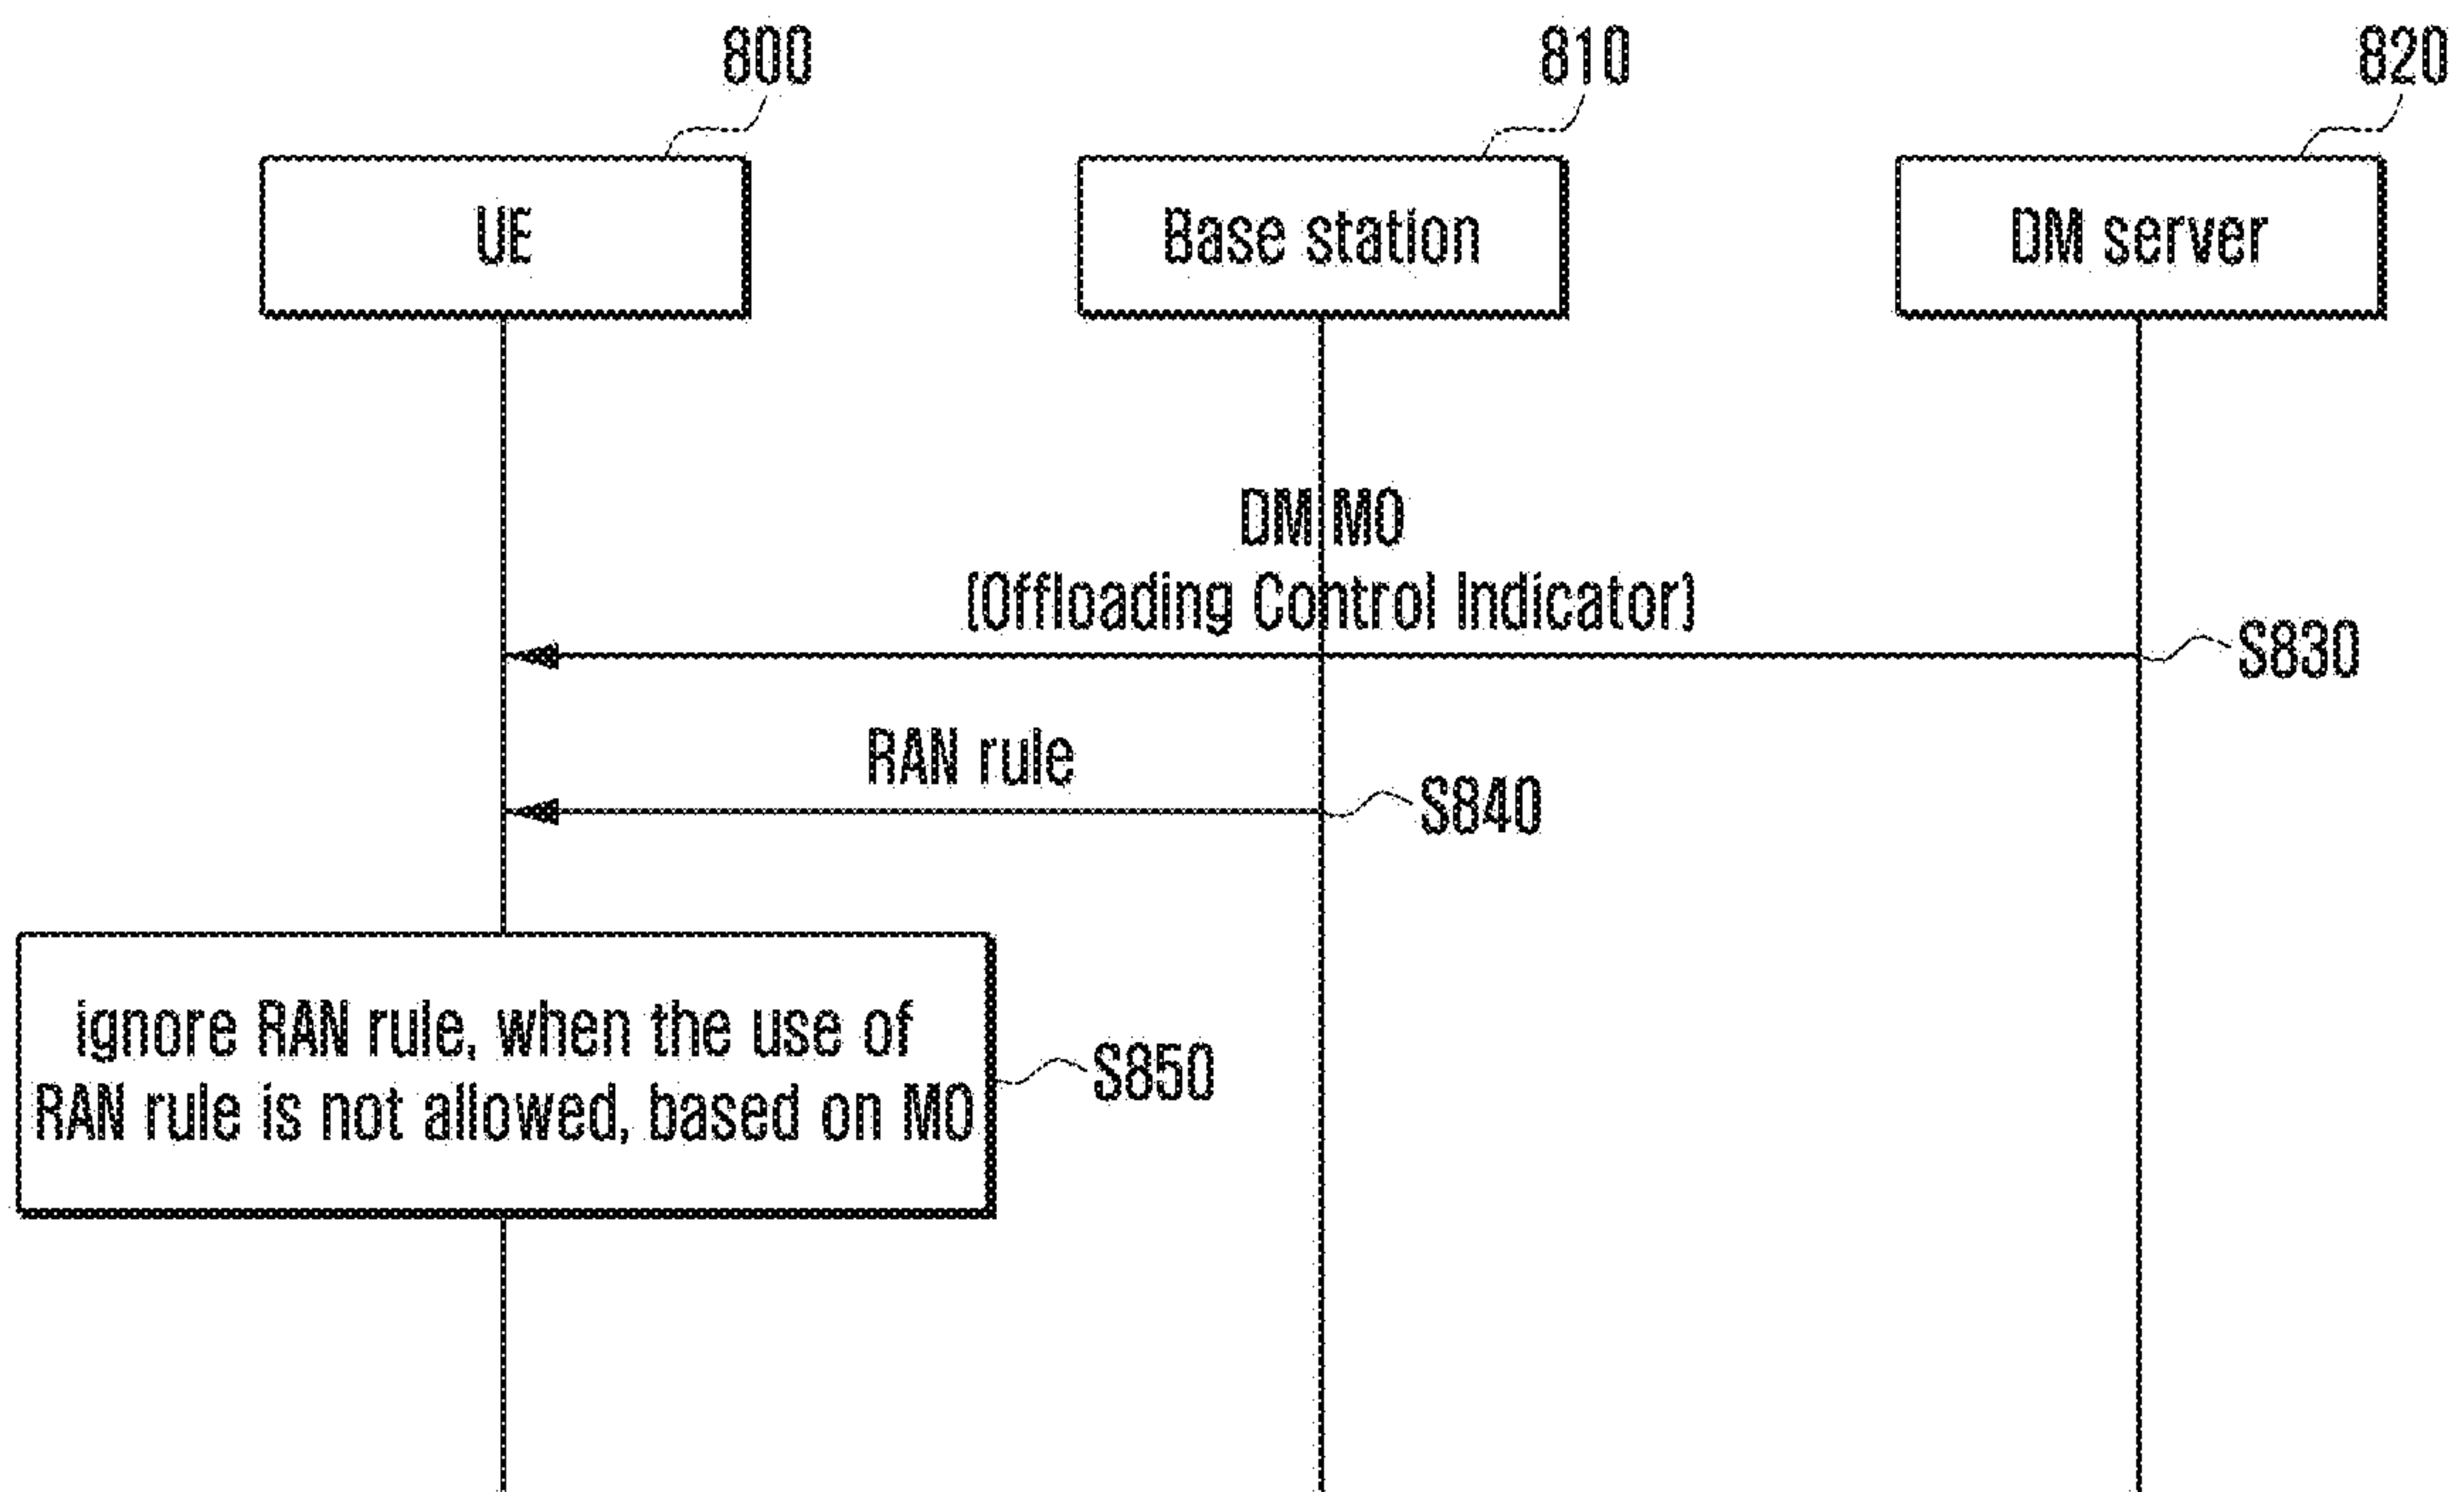 800
810
820
UE
Base station
DM server
DM MO
(Offloading Control Indicator)
S830
RAN rule
S840
ignore RAN rule, when the use of
RAN rule is not allowed, based on MO
S850